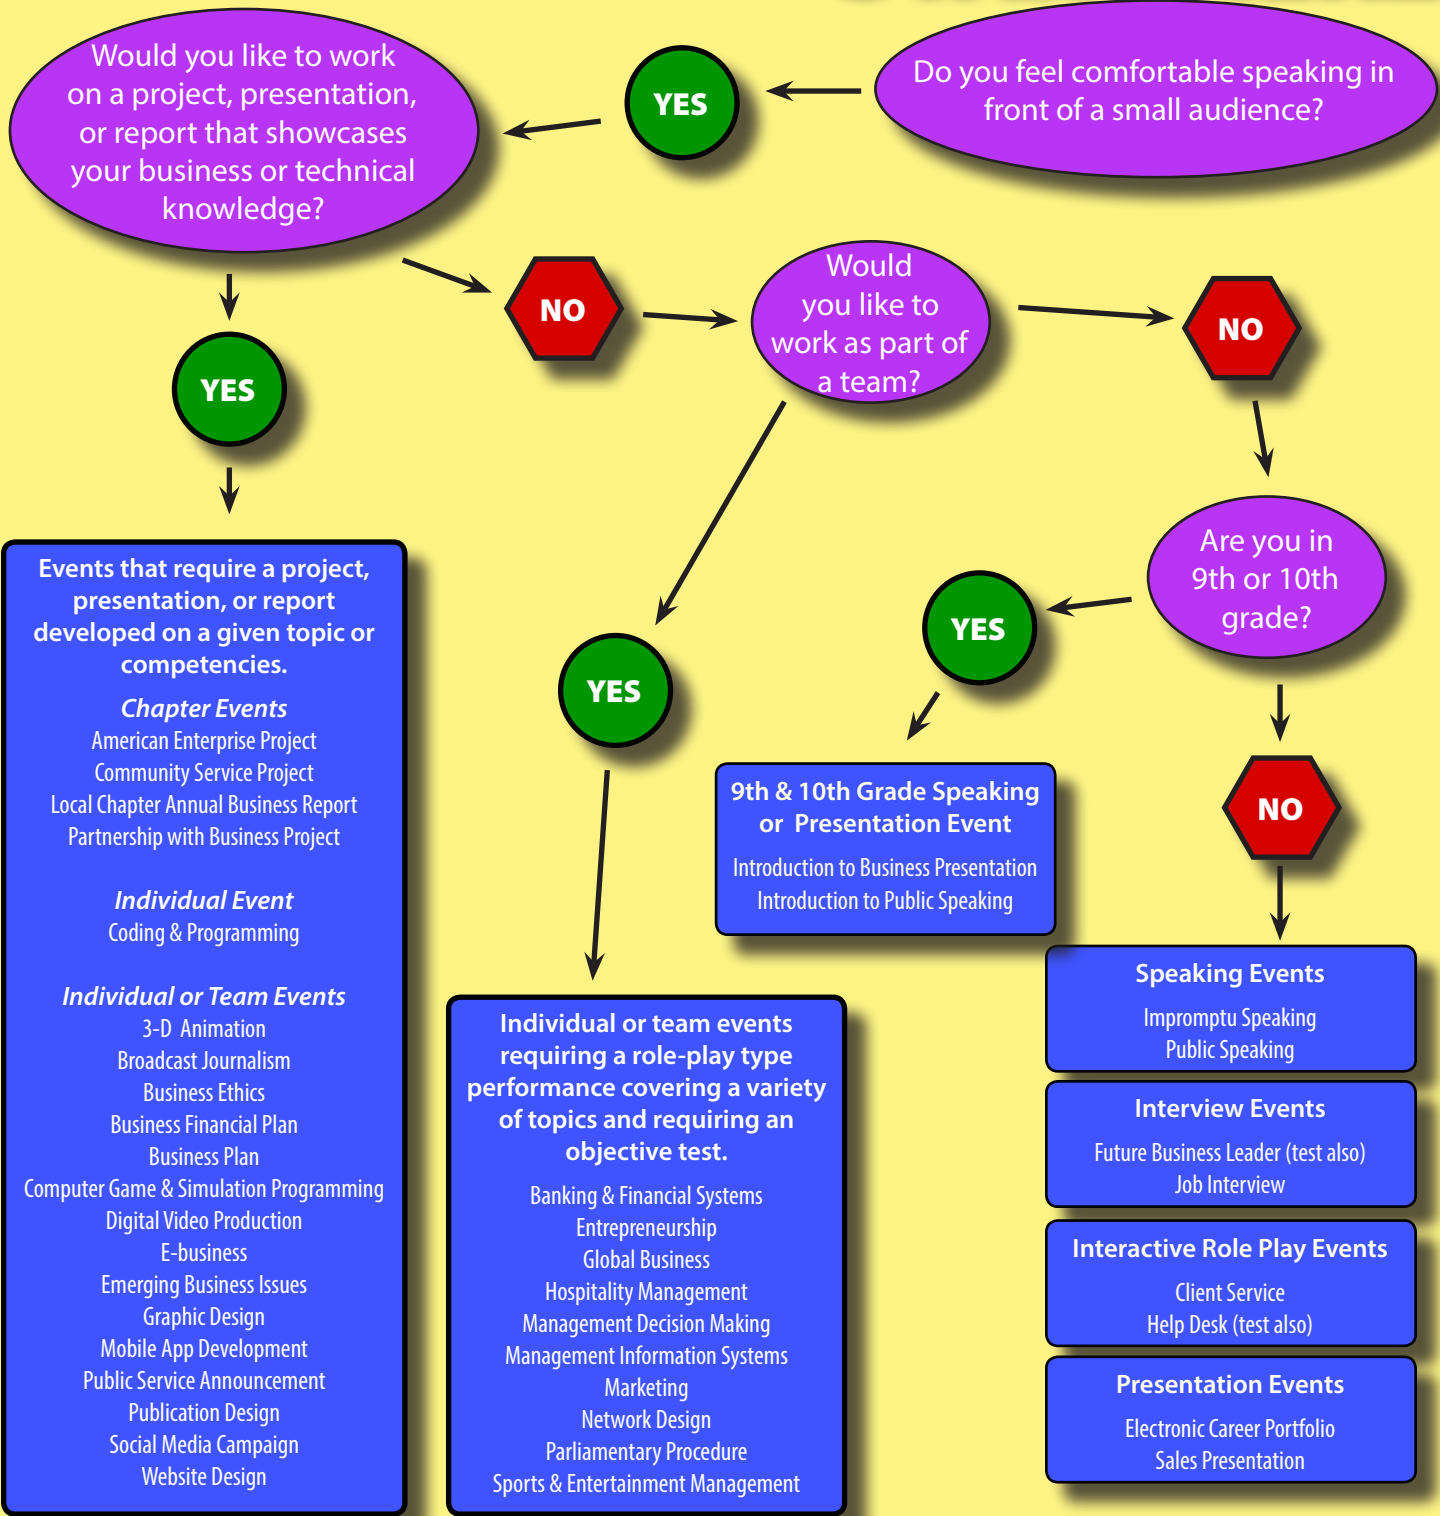 Do you feel comfortable speaking in
front of a small audience?
YES
Would you like to work
on a project, presentation,
or report that showcases
your business or technical
knowledge?
YES
NO
Would
you like to
work as part of
a team?
NO
YES
Are you in
9th or 10th
grade?
YES
NO
Events that require a project,
presentation, or report
developed on a given topic or
competencies.
Chapter Events
American Enterprise Project
Community Service Project
Local Chapter Annual Business Report
Partnership with Business Project
Individual Event
Coding & Programming
Individual or Team Events
3-D Animation
Broadcast Journalism
Business Ethics
Business Financial Plan
Business Plan
Computer Game & Simulation Programming
Digital Video Production
E-business
Emerging Business Issues
Graphic Design
Mobile App Development
Public Service Announcement
Publication Design
Social Media Campaign
Website Design
Individual or team events
requiring a role-play type
performance covering a variety
of topics and requiring an
objective test.
Banking & Financial Systems
Entrepreneurship
Global Business
Hospitality Management
Management Decision Making
Management Information Systems
Marketing
Network Design
Parliamentary Procedure
Sports & Entertainment Management
9th & 10th Grade Speaking
or Presentation Event
Introduction to Business Presentation
Introduction to Public Speaking
Speaking Events
Impromptu Speaking
Public Speaking
Interview Events
Future Business Leader (test also)
Job Interview
Interactive Role Play Events
Client Service
Help Desk (test also)
Presentation Events
Electronic Career Portfolio
Sales Presentation